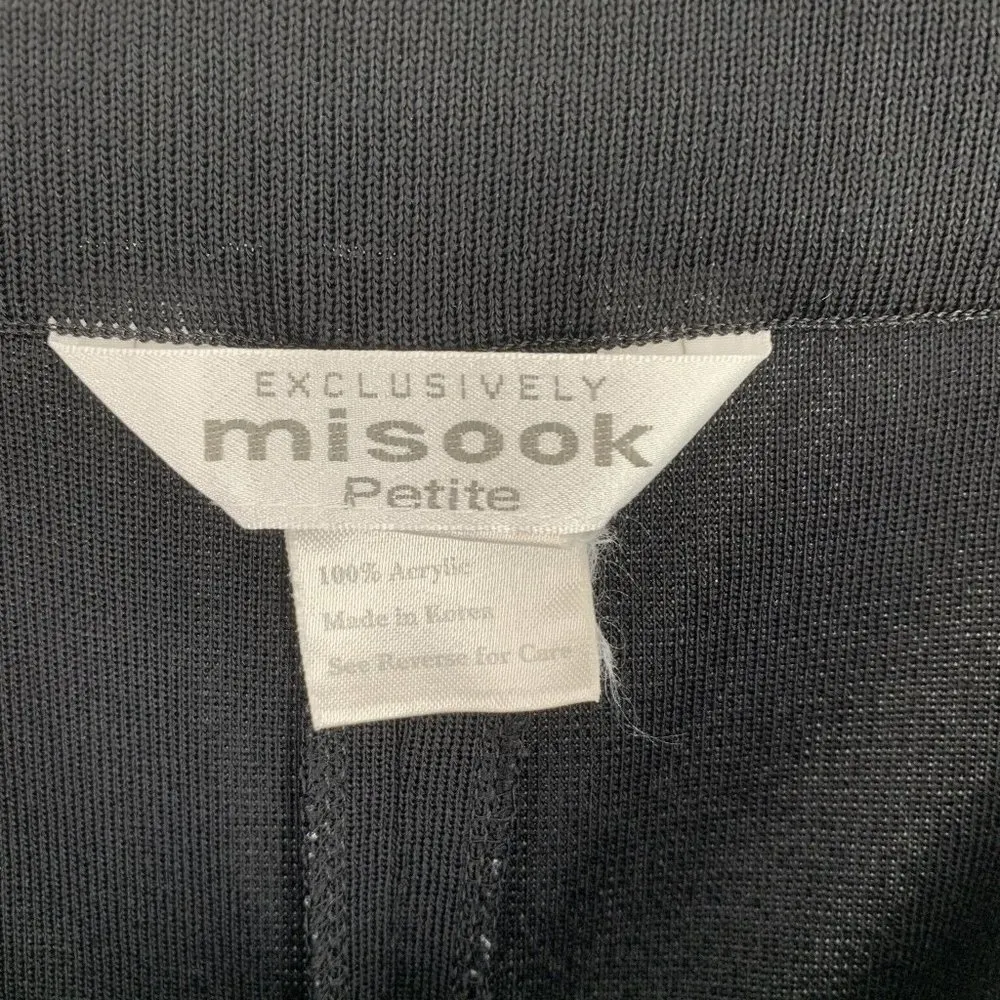 EXCLUSIVELY
misook
Petite
100% Acrylic
Made in Korea
See Reverse for Care